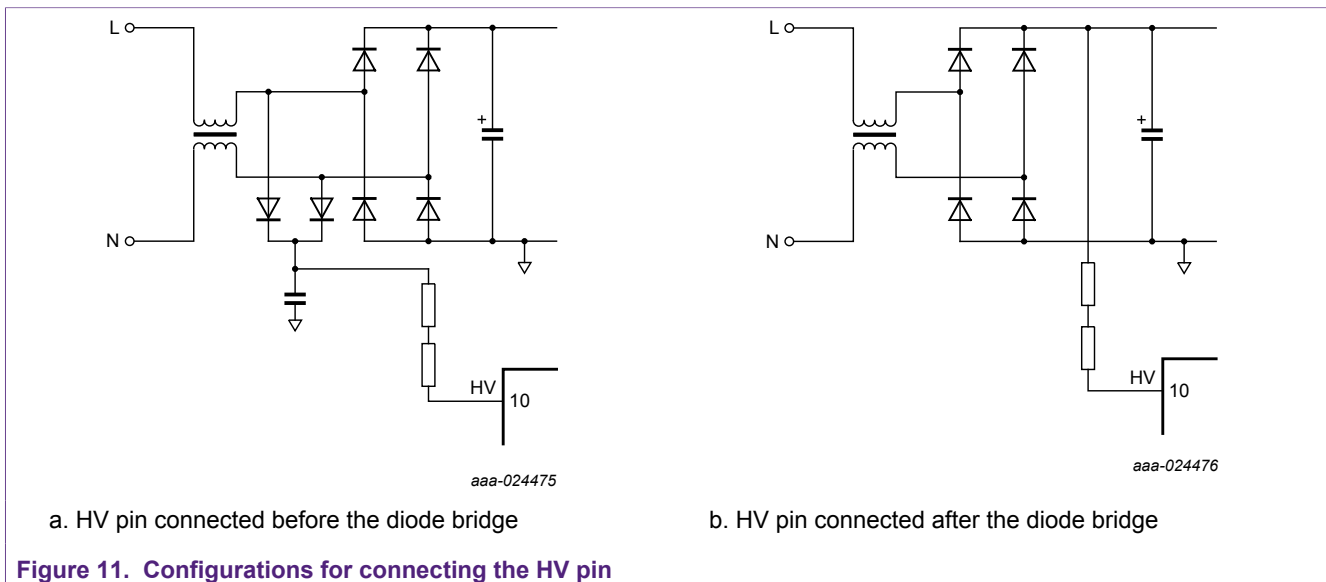 L
N
+
HV
10
aaa-024475
a. HV pin connected before the diode bridge
L
N
+
HV
10
aaa-024476
b. HV pin connected after the diode bridge
Figure 11. Configurations for connecting the HV pin